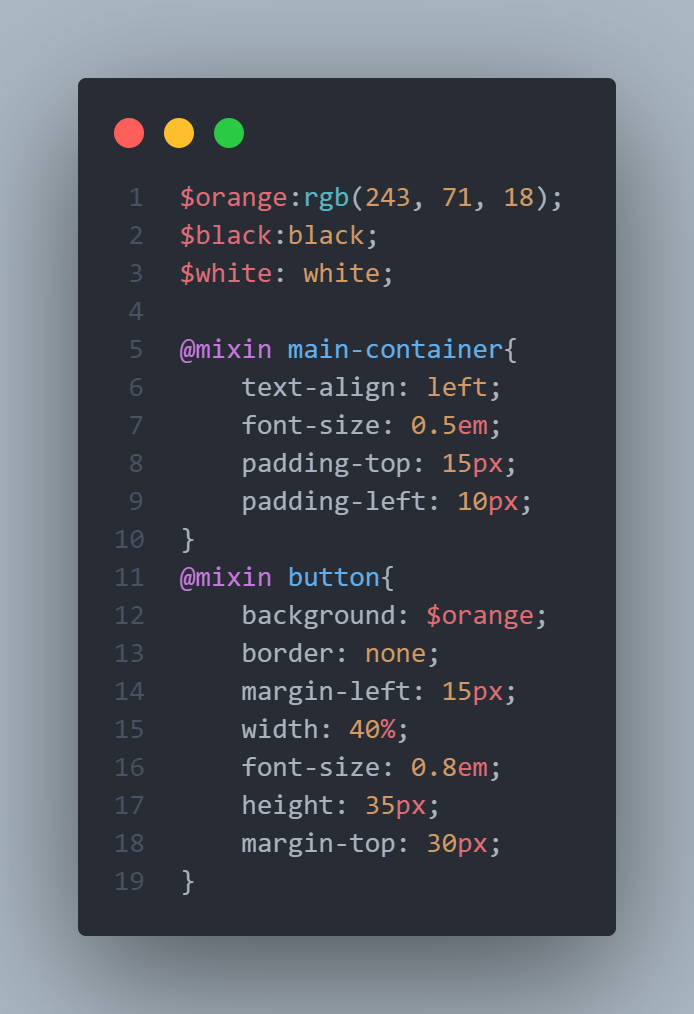 1 $orange:rgb(243, 71, 18);
2 $black:black;
3 $white: white;
4
5 @mixin main-container{
6     text-align: left;
7     font-size: 0.5em;
8     padding-top: 15px;
9     padding-left: 10px;
10 }
11 @mixin button{
12     background: $orange;
13     border: none;
14     margin-left: 15px;
15     width: 40%;
16     font-size: 0.8em;
17     height: 35px;
18     margin-top: 30px;
19 }